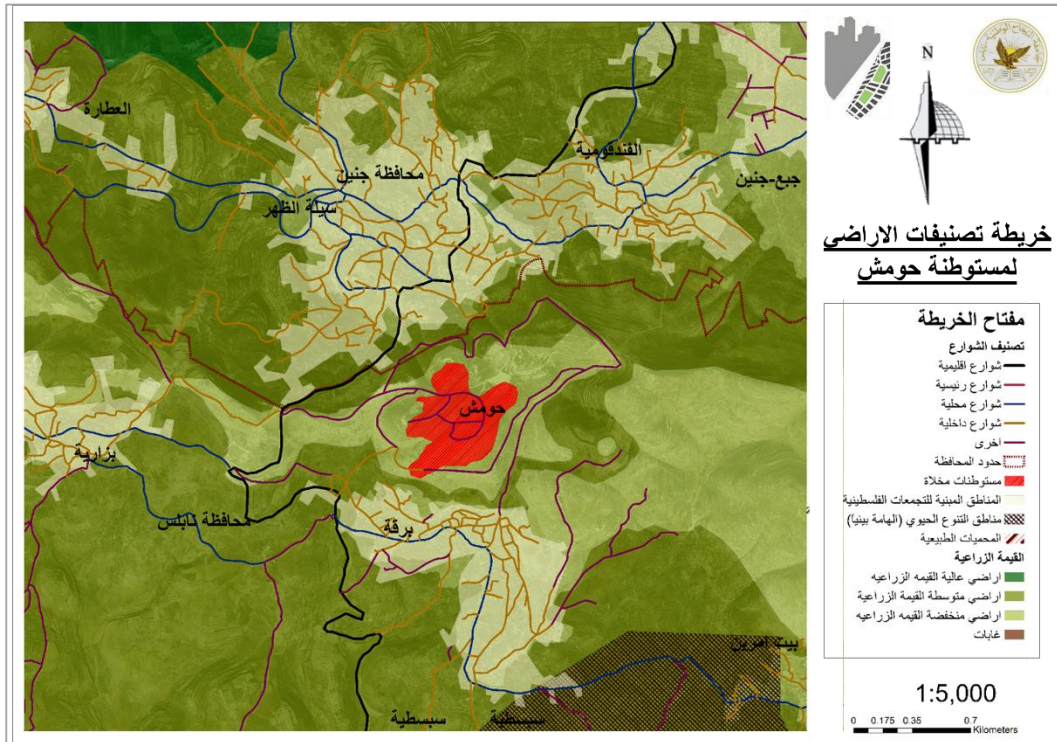 العطارة
محافظة جنين
سيلة الظهر
الفندقومية
جبع-جنين
حومش
بزارية
محافظة نابلس
برقة
بيت امرين
سبسطية
سبسطية
N
خريطة تصنيفات الاراضي
لمستوطنة حومش
مفتاح الخريطة
تصنيف الشوارع
شوارع اقليمية
شوارع رئيسية
شوارع محلية
شوارع داخلية
اخرى
حدود المحافظة
مستوطنات مخلاة
المناطق المبنية للتجمعات الفلسطينية
مناطق التنوع الحيوي (الهامة بيئيا)
المحميات الطبيعية
القيمة الزراعية
اراضي عالية القيمه الزراعيه
اراضي متوسطة القيمة الزراعية
اراضي منخفضة القيمه الزراعيه
غابات
1:5,000
0 0.175 0.35 0.7
Kilometers